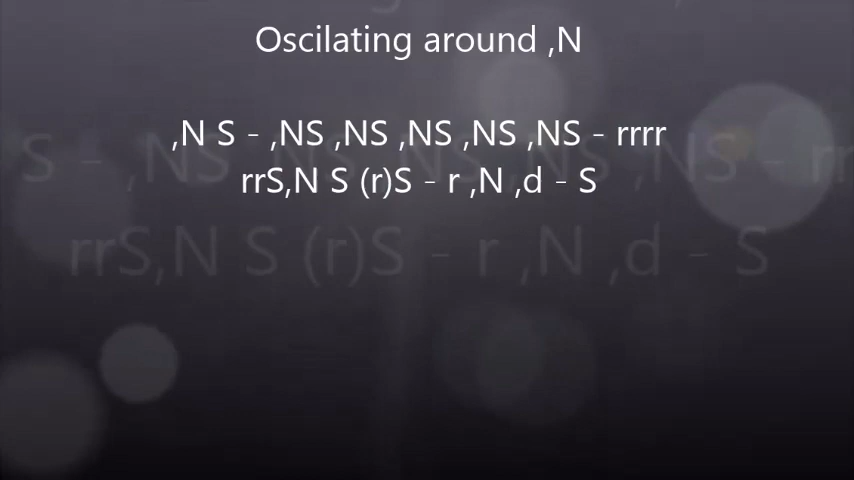 Oscilating around ,N
,N S - ,NS ,NS ,NS ,NS ,NS - rrrr
rrS,N S (r)S - r ,N ,d - S